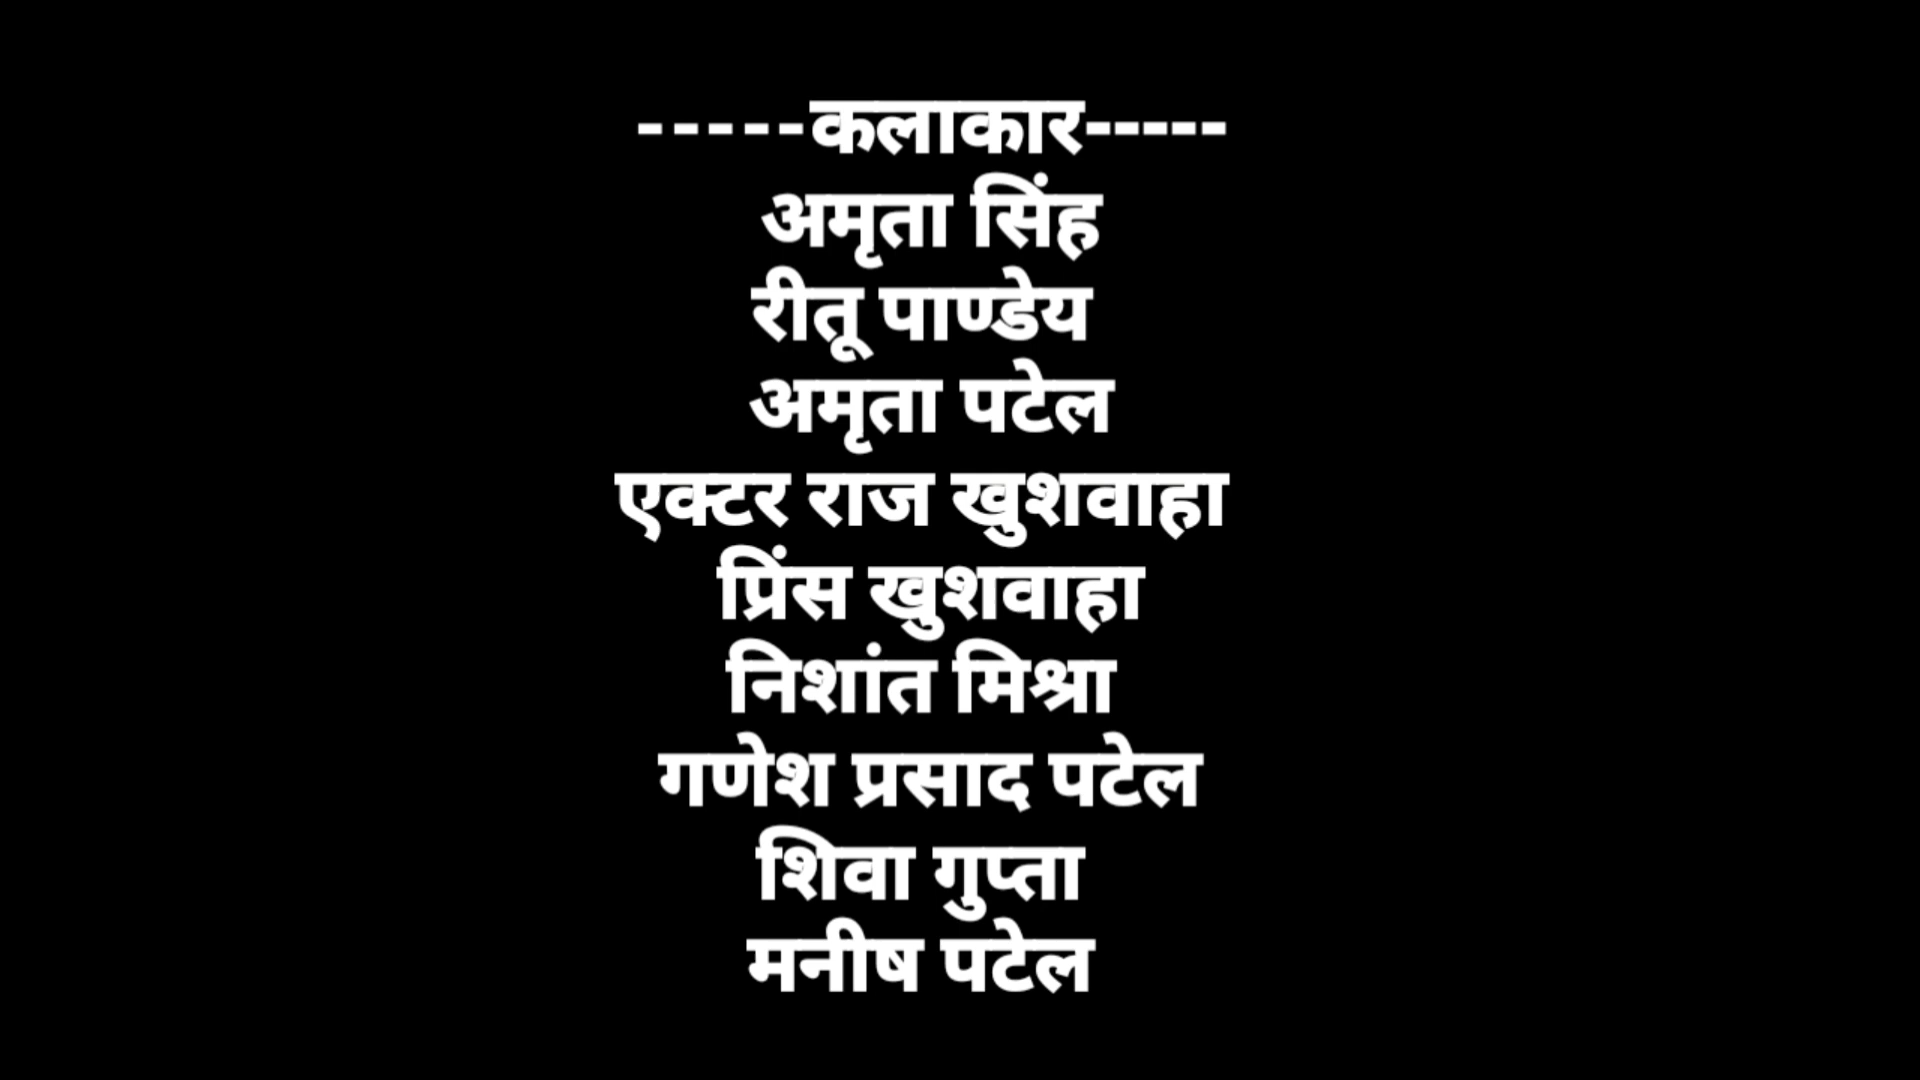 -----कलाकार-----
अमृता सिंह
रीतू पाण्डेय
अमृता पटेल
एक्टर राज खुशवाहा
प्रिंस खुशवाहा
निशांत मिश्रा
गणेश प्रसाद पटेल
शिवा गुप्ता
मनीष पटेल